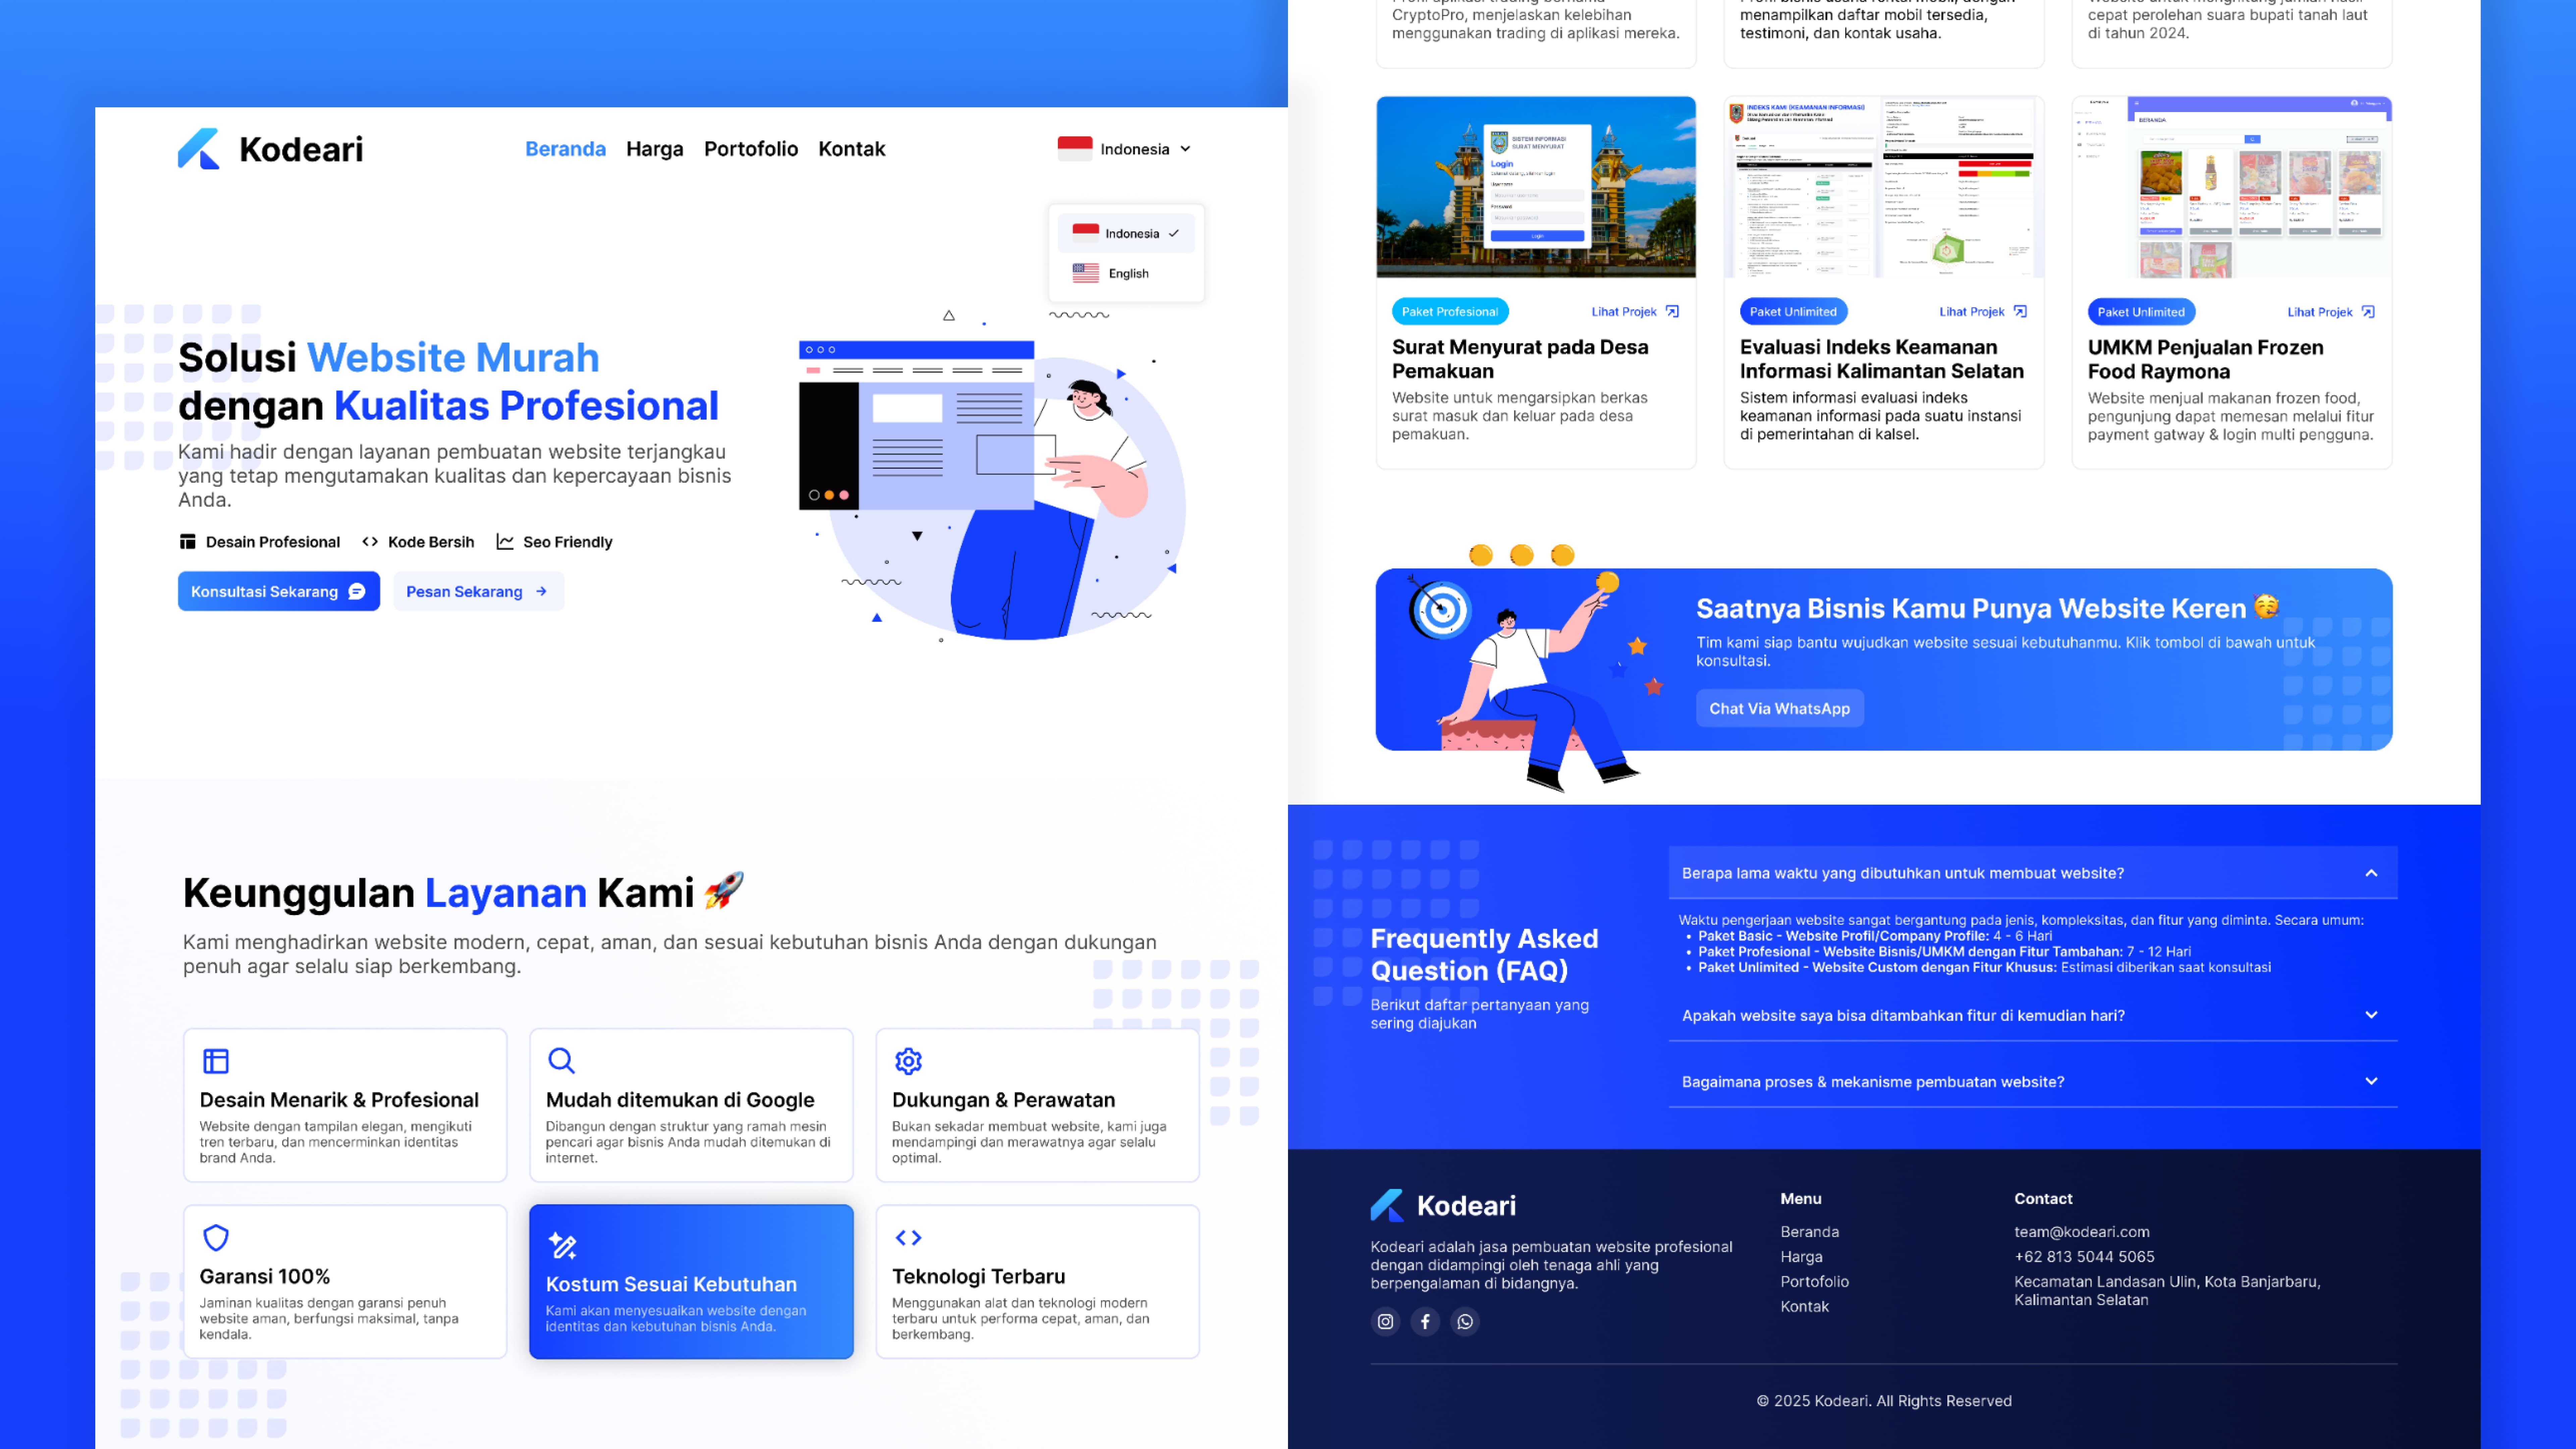 Kodeari
Beranda
Harga
Portofolio
Kontak
Indonesia
Indonesia
English
Solusi Website Murah
dengan Kualitas Profesional
Kami hadir dengan layanan pembuatan website terjangkau
yang tetap mengutamakan kualitas dan kepercayaan bisnis
Anda.
Desain Profesional
Kode Bersih
Seo Friendly
Konsultasi Sekarang
Pesan Sekarang
Keunggulan Layanan Kami
Kami menghadirkan website modern, cepat, aman, dan sesuai kebutuhan bisnis Anda dengan dukungan
penuh agar selalu siap berkembang.
Desain Menarik & Profesional
Website dengan tampilan elegan, mengikuti
tren terbaru, dan mencerminkan identitas
brand Anda.
Mudah ditemukan di Google
Dibangun dengan struktur yang ramah mesin
pencari agar bisnis Anda mudah ditemukan di
internet.
Dukungan & Perawatan
Bukan sekadar membuat website, kami juga
mendampingi dan merawatnya agar selalu
optimal.
Garansi 100%
Jaminan kualitas dengan garansi penuh
website aman, berfungsi maksimal, tanpa
kendala.
Kostum Sesuai Kebutuhan
Kami akan menyesuaikan website dengan
identitas dan kebutuhan bisnis Anda.
Teknologi Terbaru
Menggunakan alat dan teknologi modern
terbaru untuk performa cepat, aman, dan
berkembang.
CryptoPro, menjelaskan kelebihan
menggunakan trading di aplikasi mereka.
menampilkan daftar mobil tersedia,
testimoni, dan kontak usaha.
cepat perolehan suara bupati tanah laut
di tahun 2024.
SISTEM INFORMASI
SURAT MENYURAT
Login
Username
Password
Login
Paket Profesional
Lihat Projek
Surat Menyurat pada Desa
Pemakuan
Website untuk mengarsipkan berkas
surat masuk dan keluar pada desa
pemakuan.
INDEKS KAMI (KEAMANAN INFORMASI)
Paket Unlimited
Lihat Projek
Evaluasi Indeks Keamanan
Informasi Kalimantan Selatan
Sistem informasi evaluasi indeks
keamanan informasi pada suatu instansi
di pemerintahan di kalsel.
BERANDA
Paket Unlimited
Lihat Projek
UMKM Penjualan Frozen
Food Raymona
Website menjual makanan frozen food,
pengunjung dapat memesan melalui fitur
payment gatway & login multi pengguna.
Saatnya Bisnis Kamu Punya Website Keren
Tim kami siap bantu wujudkan website sesuai kebutuhanmu. Klik tombol di bawah untuk
konsultasi.
Chat Via WhatsApp
Frequently Asked
Question (FAQ)
Berikut daftar pertanyaan yang
sering diajukan
Berapa lama waktu yang dibutuhkan untuk membuat website?
Waktu pengerjaan website sangat bergantung pada jenis, kompleksitas, dan fitur yang diminta. Secara umum:
• Paket Basic - Website Profil/Company Profile: 4 - 6 Hari
• Paket Profesional - Website Bisnis/UMKM dengan Fitur Tambahan: 7 - 12 Hari
• Paket Unlimited - Website Custom dengan Fitur Khusus: Estimasi diberikan saat konsultasi
Apakah website saya bisa ditambahkan fitur di kemudian hari?
Bagaimana proses & mekanisme pembuatan website?
Kodeari
Kodeari adalah jasa pembuatan website profesional
dengan didampingi oleh tenaga ahli yang
berpengalaman di bidangnya.
Menu
Beranda
Harga
Portofolio
Kontak
Contact
team@kodeari.com
+62 813 5044 5065
Kecamatan Landasan Ulin, Kota Banjarbaru,
Kalimantan Selatan
© 2025 Kodeari. All Rights Reserved